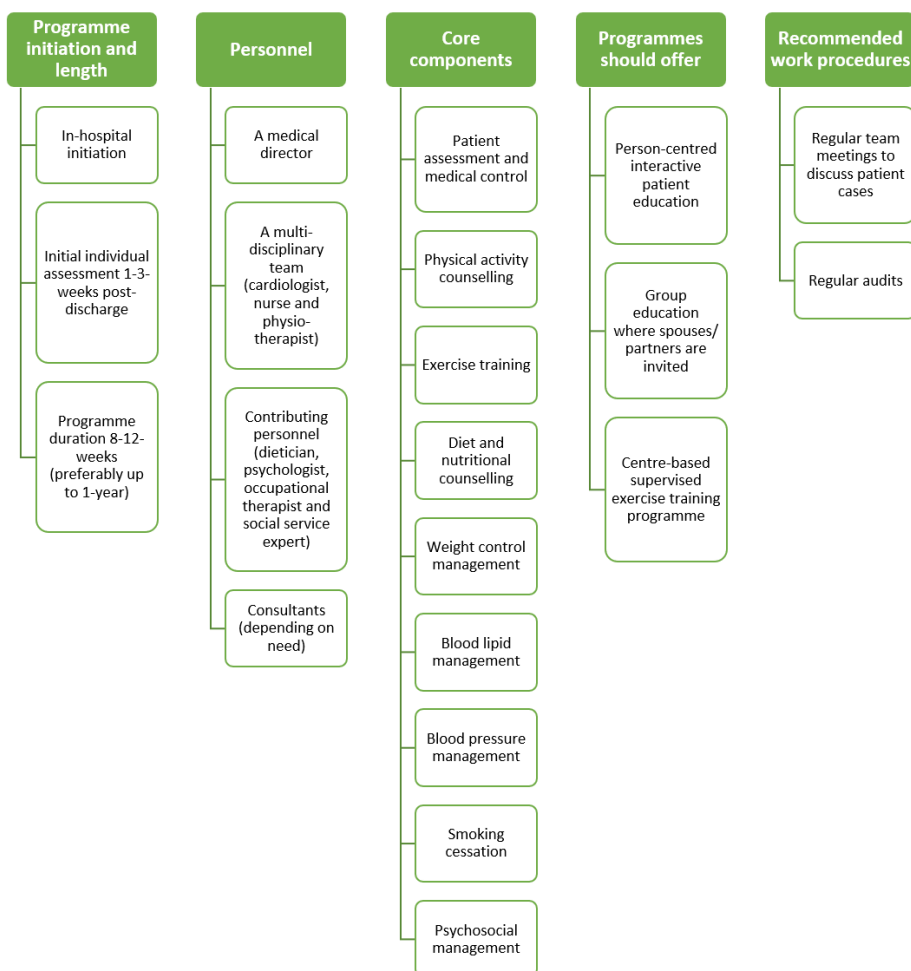 Programme
initiation and
length
In-hospital
initiation
Initial individual
assessment 1-3-
weeks post-
discharge
Programme
duration 8-12-
weeks
(preferably up
to 1-year)
Personnel
A medical
director
A multi-
disciplinary
team
(cardiologist,
nurse and
physio-
therapist)
Contributing
personnel
(dietician,
psychologist,
occupational
therapist and
social service
expert)
Consultants
(depending on
need)
Core
components
Patient
assessment and
medical control
Physical activity
counselling
Exercise training
Diet and
nutritional
counselling
Weight control
management
Blood lipid
management
Blood pressure
management
Smoking
cessation
Psychosocial
management
Programmes
should offer
Person-centred
interactive
patient
education
Group
education
where spouses/
partners are
invited
Centre-based
supervised
exercise training
programme
Recommended
work procedures
Regular team
meetings to
discuss patient
cases
Regular audits